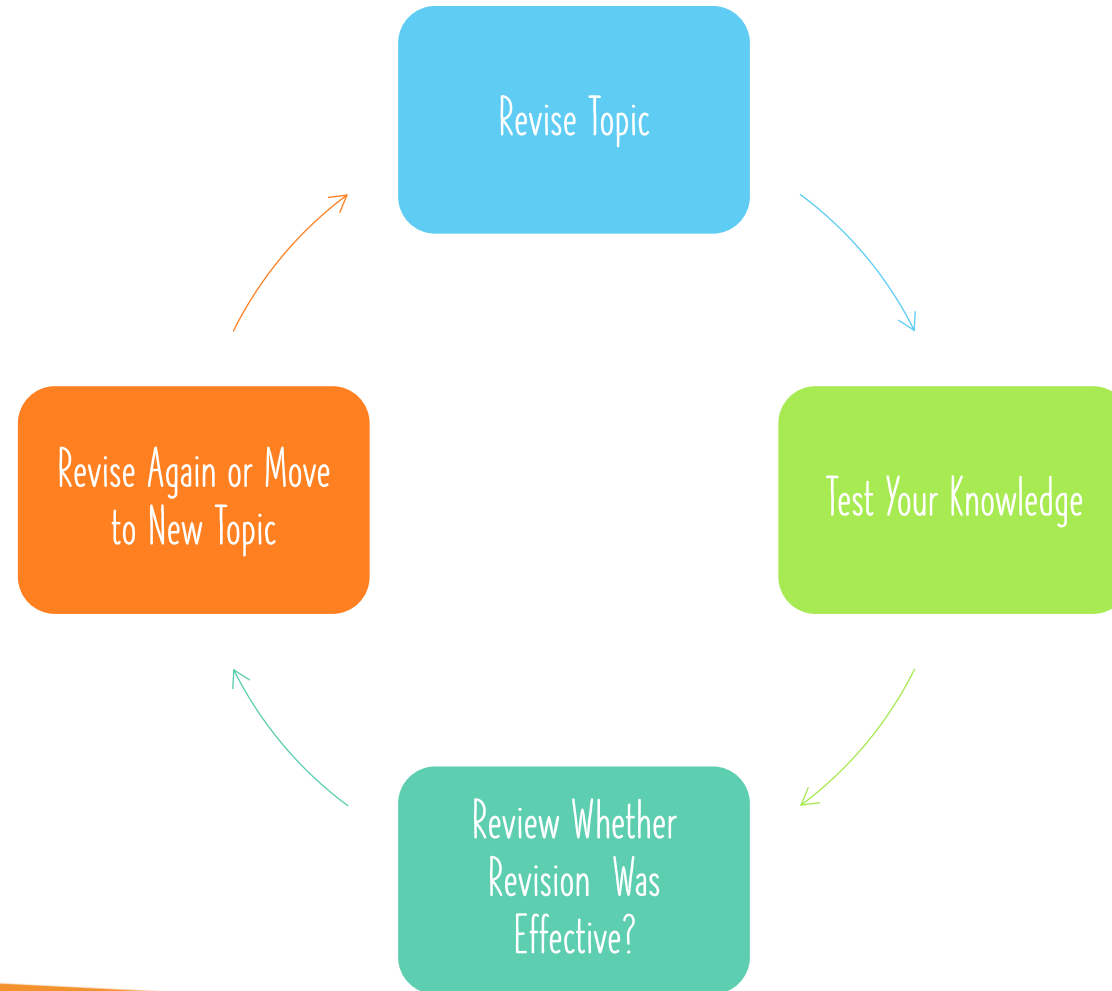 Revise Topic
Test Your Knowledge
Review Whether
Revision Was
Effective?
Revise Again or Move
to New Topic